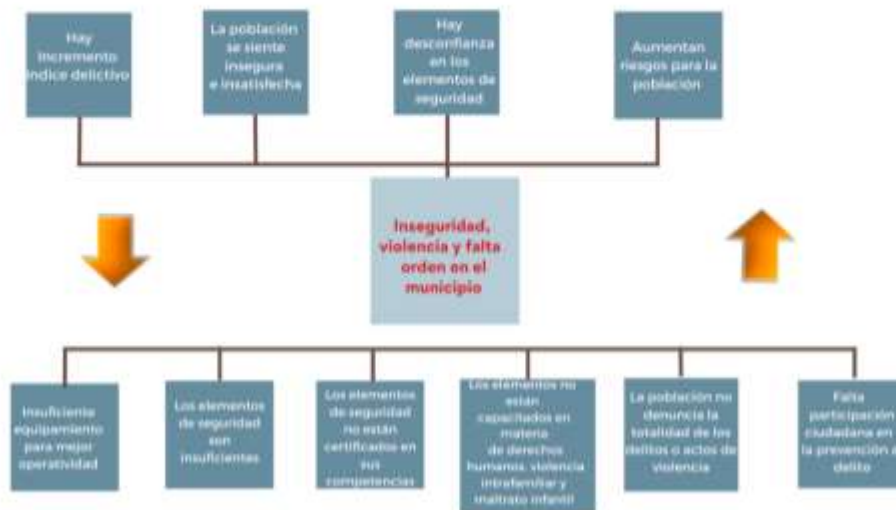 Hay
incremento
índice delictivo
La población
se siente
insegura
e insatisfecha
Hay
desconfianza
en los
elementos de
seguridad
Aumentan
riesgos para la
población
Inseguridad,
violencia y falta
orden en el
municipio
Insuficiente
equipamiento
para mejor
operatividad
Los elementos
de seguridad
son
insuficientes
Los elementos
de seguridad
no están
certificados en
sus
competencias
Los elementos no
están
capacitados en
materia
de derechos
humanos, violencia
intrafamiliar y
maltrato infantil
La población no
denuncia la
totalidad de los
delitos o actos de
violencia
Falta
participación
ciudadana en
la prevención a
delito